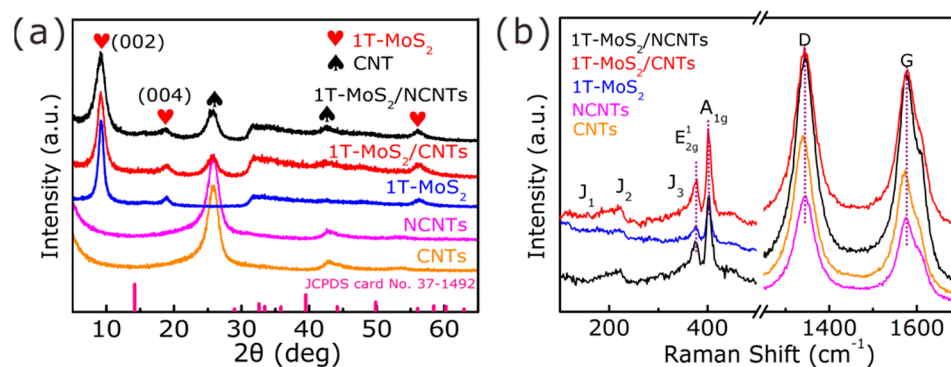 (a)
Intensity (a.u.)
(002)
(004)
♥ 1T-MoS₂
♠ CNT
1T-MoS₂/NCNTs
1T-MoS₂/CNTs
1T-MoS₂
NCNTs
CNTs
JCPDS card No. 37-1492
10 20 30 40 50 60
2θ (deg)
(b)
Intensity (a.u.)
1T-MoS₂/NCNTs
1T-MoS₂/CNTs
1T-MoS₂
NCNTs
CNTs
J₁
J₂
J₃
E¹₂g
A₁g
D
G
200 400 1400 1600
Raman Shift (cm⁻¹)